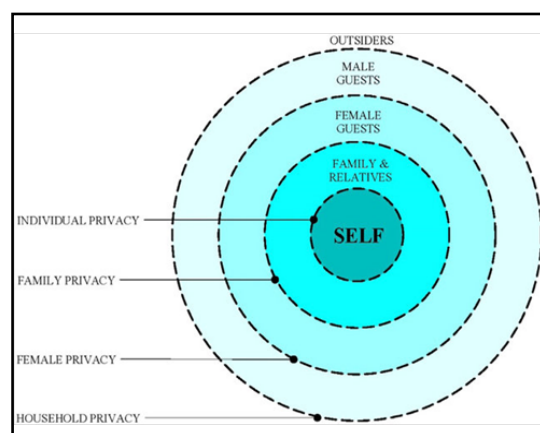 OUTSIDERS
MALE
GUESTS
FEMALE
GUESTS
FAMILY &
RELATIVES
SELF
INDIVIDUAL PRIVACY
FAMILY PRIVACY
FEMALE PRIVACY
HOUSEHOLD PRIVACY